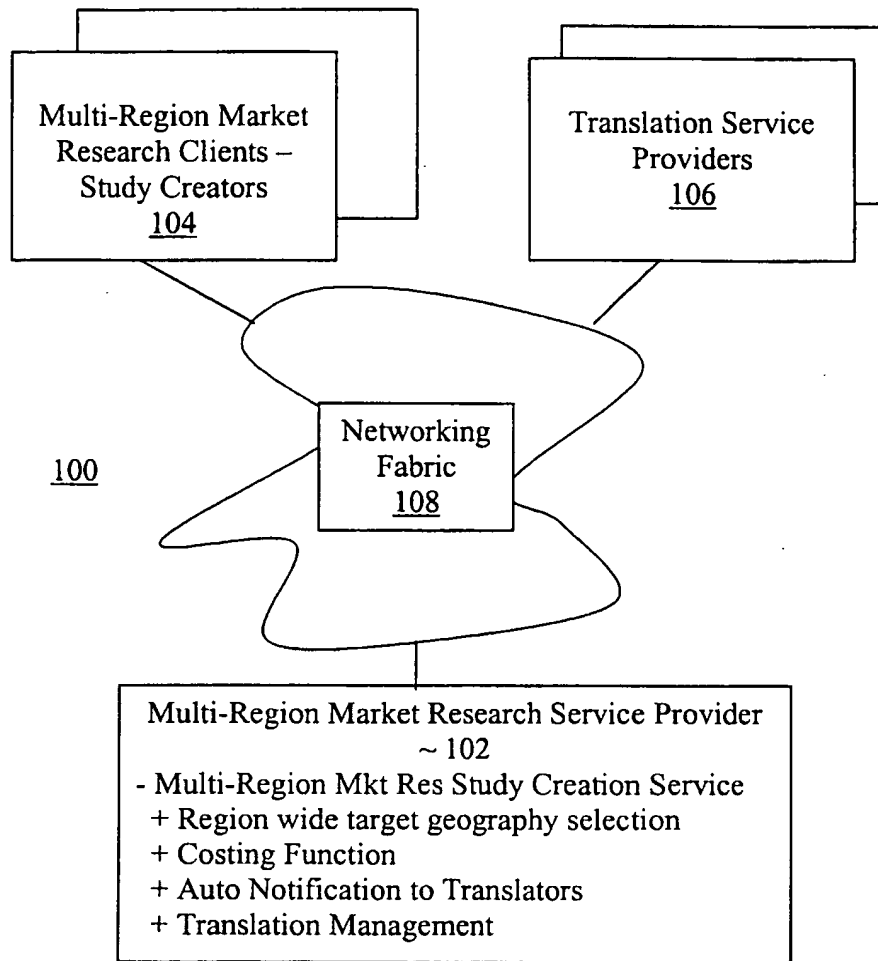 Multi-Region Market
Research Clients –
Study Creators
104
Translation Service
Providers
106
Networking
Fabric
108
100
Multi-Region Market Research Service Provider
~ 102
- Multi-Region Mkt Res Study Creation Service
+ Region wide target geography selection
+ Costing Function
+ Auto Notification to Translators
+ Translation Management